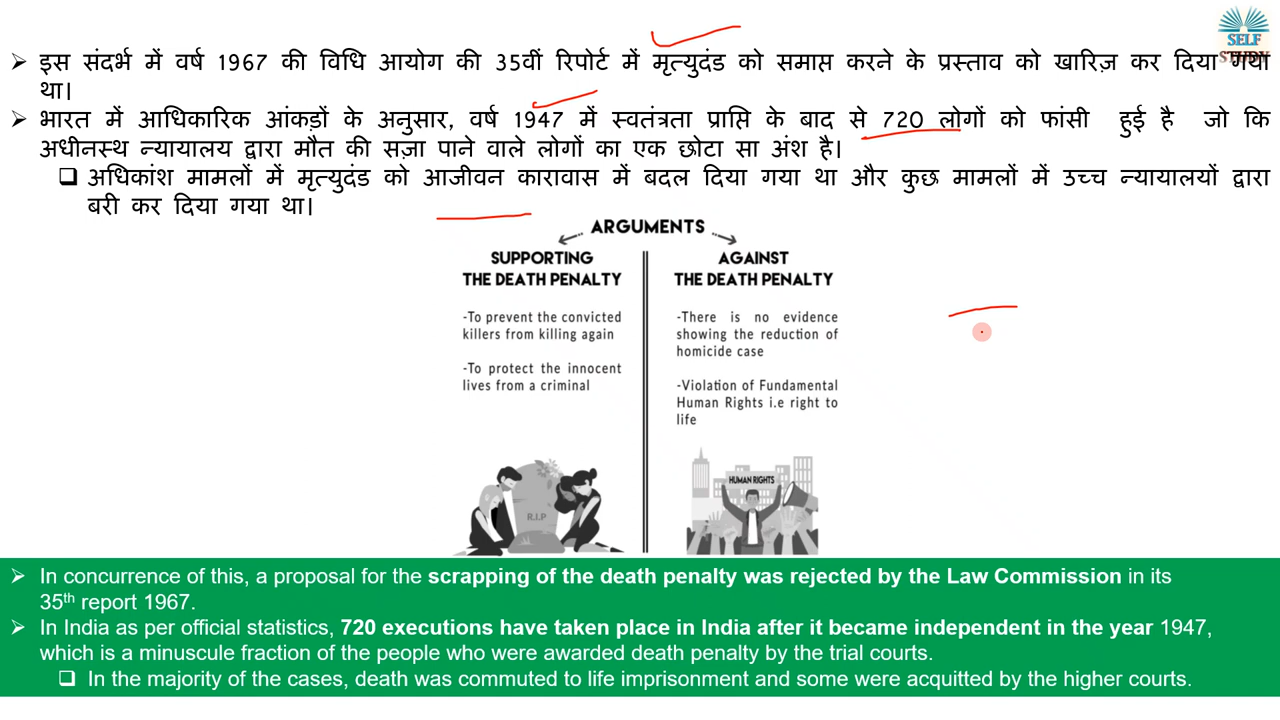 SELF
STUDY
➢ इस संदर्भ में वर्ष 1967 की विधि आयोग की 35वीं रिपोर्ट में मृत्युदंड को समाप्त करने के प्रस्ताव को खारिज़ कर दिया गया
था।
➢ भारत में आधिकारिक आंकड़ों के अनुसार, वर्ष 1947 में स्वतंत्रता प्राप्ति के बाद से 720 लोगों को फांसी हुई है जो कि
अधीनस्थ न्यायालय द्वारा मौत की सज़ा पाने वाले लोगों का एक छोटा सा अंश है।
❑ अधिकांश मामलों में मृत्युदंड को आजीवन कारावास में बदल दिया गया था और कुछ मामलों में उच्च न्यायालयों द्वारा
बरी कर दिया गया था।
ARGUMENTS
SUPPORTING
THE DEATH PENALTY
-To prevent the convicted
killers from killing again
-To protect the innocent
lives from a criminal
R.I.P
AGAINST
THE DEATH PENALTY
-There is no evidence
showing the reduction of
homicide case
-Violation of Fundamental
Human Rights i.e right to
life
HUMAN RIGHTS
➢ In concurrence of this, a proposal for the scrapping of the death penalty was rejected by the Law Commission in its
35th report 1967.
➢ In India as per official statistics, 720 executions have taken place in India after it became independent in the year 1947,
which is a minuscule fraction of the people who were awarded death penalty by the trial courts.
❑ In the majority of the cases, death was commuted to life imprisonment and some were acquitted by the higher courts.